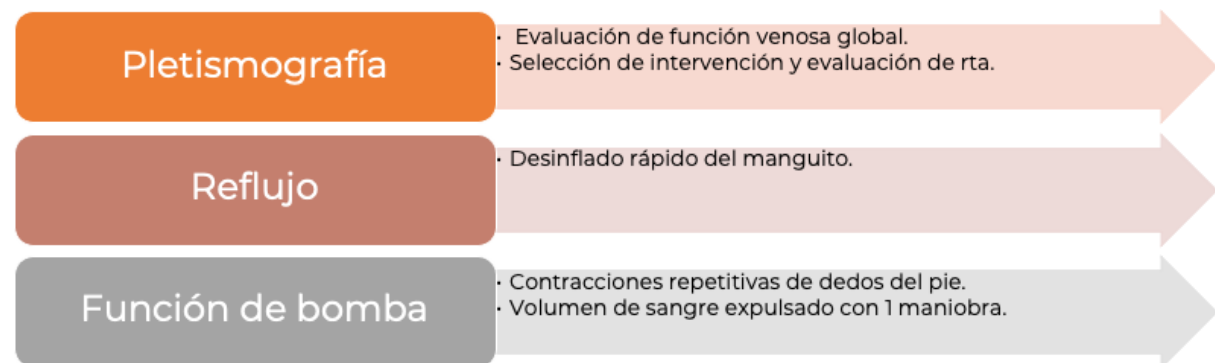 Pletismografía
• Evaluación de función venosa global.
• Selección de intervención y evaluación de rta.
Reflujo
• Desinflado rápido del manguito.
Función de bomba
• Contracciones repetitivas de dedos del pie.
• Volumen de sangre expulsado con 1 maniobra.